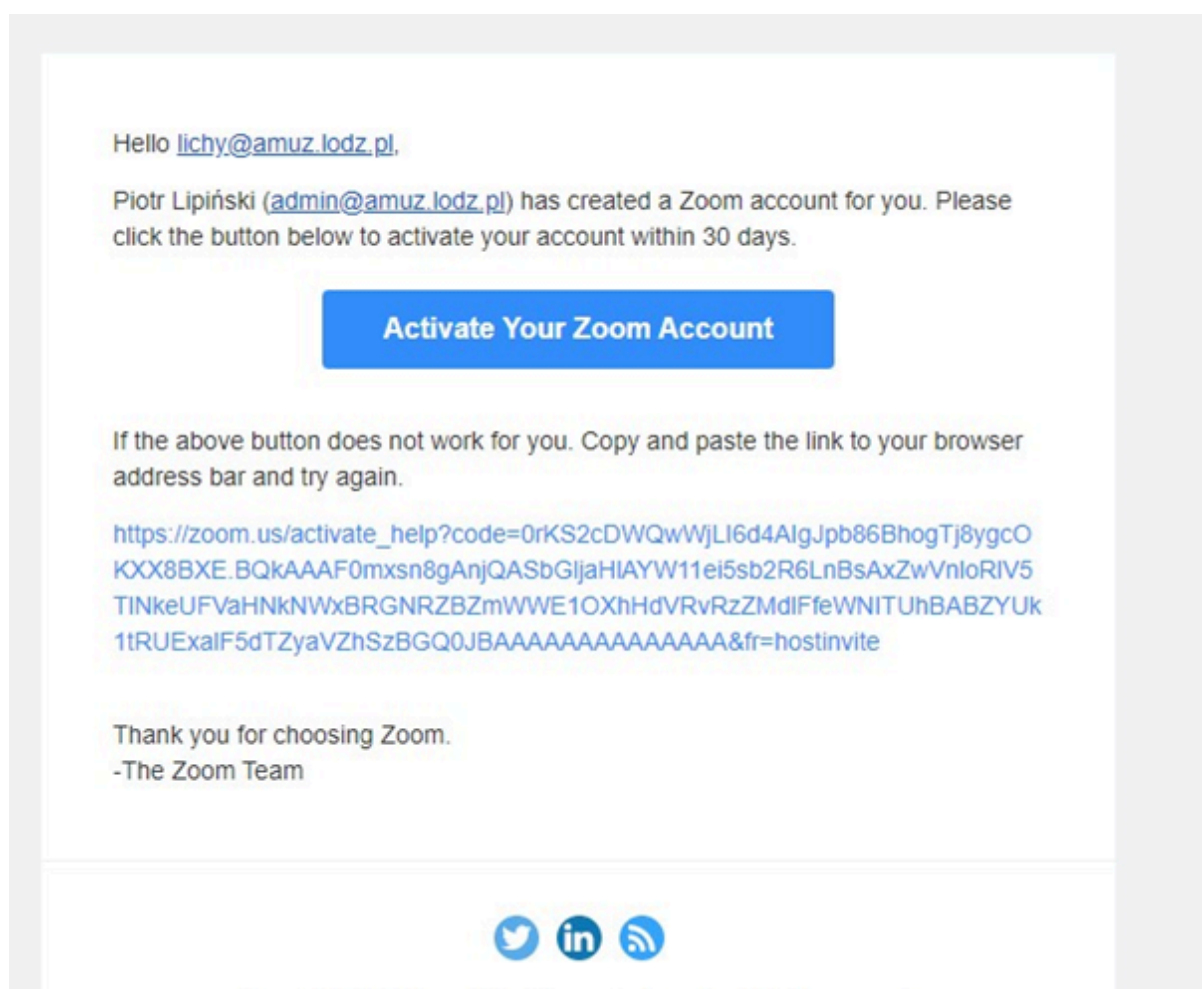 Hello lichy@amuz.lodz.pl,
Piotr Lipiński (admin@amuz.lodz.pl) has created a Zoom account for you. Please
click the button below to activate your account within 30 days.
Activate Your Zoom Account
If the above button does not work for you. Copy and paste the link to your browser
address bar and try again.
https://zoom.us/activate_help?code=0rKS2cDWQwWjLI6d4AIgJpb86BhogTj8ygcO
KXX8BXE.BQkAAAF0mxsn8gAnjQASbGljaHlAYW11ei5sb2R6LnBsAxZwVnloRlV5
TlNkeUFVaHNkNWxBRGNRZBZmWWE1OXhHdVRvRzZMdlFfeWNITUhBABZYUk
1tRUExalF5dTZyaVZhSzBGQ0JBAAAAAAAAAAAAAAA&fr=hostinvite
Thank you for choosing Zoom.
-The Zoom Team
in